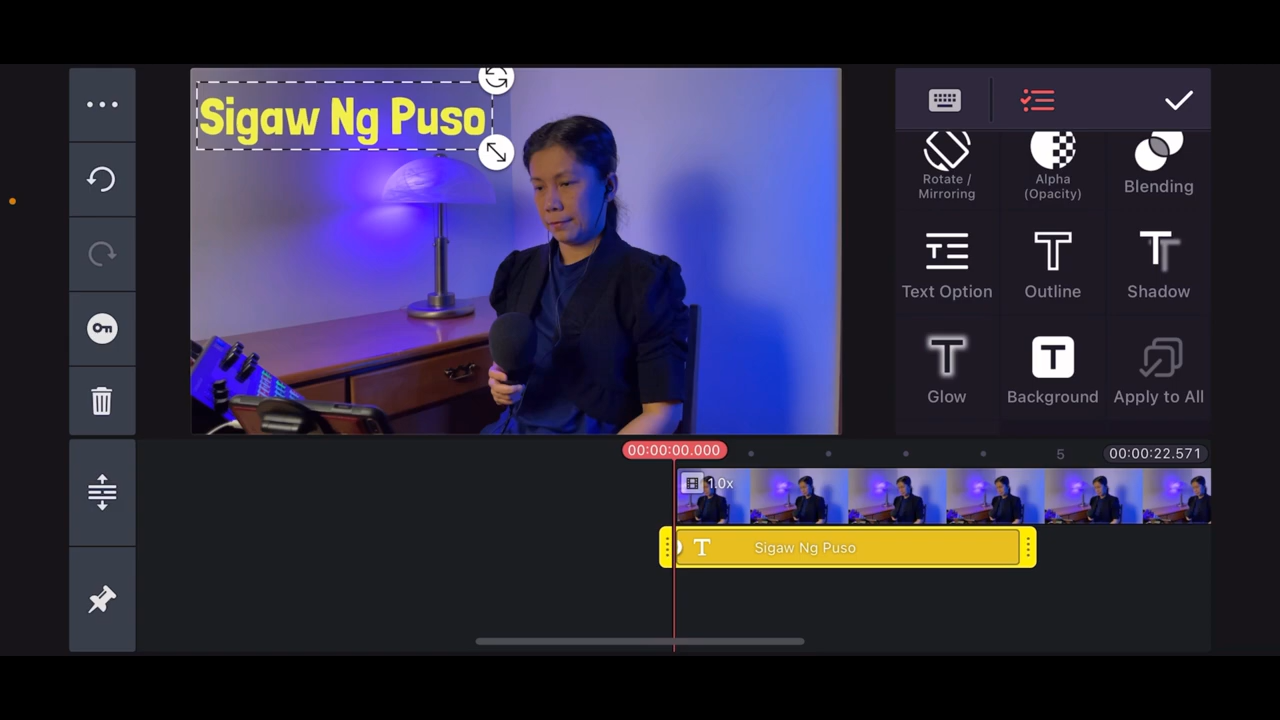 Sigaw Ng Puso
Rotate /
Mirroring
Alpha
(Opacity)
Blending
Text Option
Outline
Shadow
Glow
Background
Apply to All
00:00:00.000
5
00:00:22.571
1.0x
T Sigaw Ng Puso